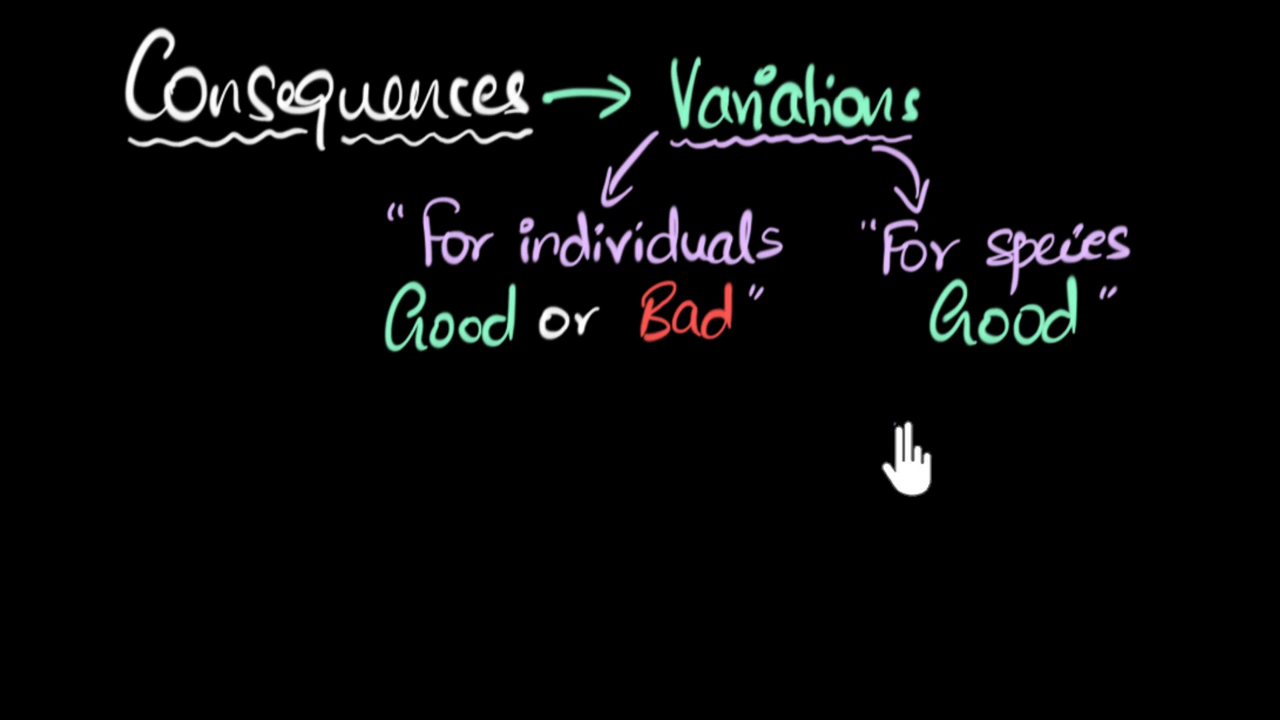 Consequences → Variations
"For individuals "For species
Good or Bad" Good"